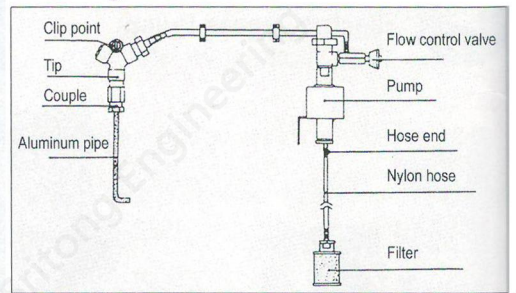 Clip point
Tip
Couple
Aluminum pipe
Flow control valve
Pump
Hose end
Nylon hose
Filter